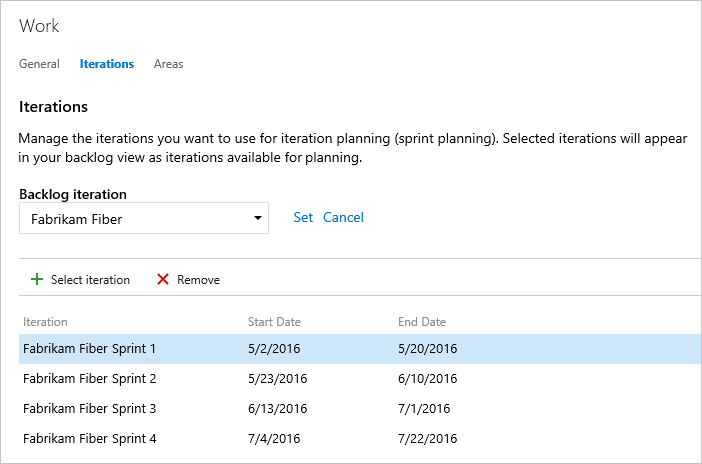 Work
General Iterations Areas
Iterations
Manage the iterations you want to use for iteration planning (sprint planning). Selected iterations will appear
in your backlog view as iterations available for planning.
Backlog iteration
Fabrikam Fiber Set Cancel
Select iteration Remove
Iteration Start Date End Date
Fabrikam Fiber Sprint 1 5/2/2016 5/20/2016
Fabrikam Fiber Sprint 2 5/23/2016 6/10/2016
Fabrikam Fiber Sprint 3 6/13/2016 7/1/2016
Fabrikam Fiber Sprint 4 7/4/2016 7/22/2016